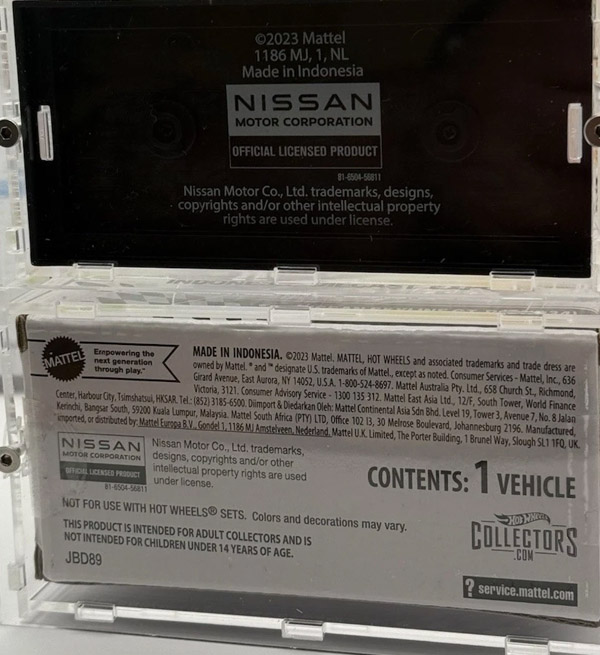 ©2023 Mattel
1186 MJ, 1, NL
Made in Indonesia
NISSAN
MOTOR CORPORATION
OFFICIAL LICENSED PRODUCT
B1-6504-56811
Nissan Motor Co., Ltd. trademarks, designs,
copyrights and/or other intellectual property
rights are used under license.
MATTEL
Empowering the
next generation
through play.™
MADE IN INDONESIA. ©2023 Mattel. MATTEL, HOT WHEELS and associated trademarks and trade dress are
owned by Mattel. ® and ™ designate U.S. trademarks of Mattel, except as noted. Consumer Services - Mattel, Inc., 636
Girard Avenue, East Aurora, NY 14052, U.S.A. 1-800-524-8697. Mattel Australia Pty. Ltd., 658 Church St., Richmond,
Victoria, 3121. Consumer Advisory Service - 1300 135 312. Mattel East Asia Ltd., 12/F, South Tower, World Finance
Center, Harbour City, Tsimshatsui, HKSAR. Tel.: (852) 3185-6500. Diimport & Diedarkan Oleh: Mattel Continental Asia Sdn Bhd. Level 19, Tower 3, Avenue 7, No. 8 Jalan
Kerinchi, Bangsar South, 59200 Kuala Lumpur, Malaysia. Mattel South Africa (PTY) LTD, Office 102 I3, 30 Melrose Boulevard, Johannesburg 2196. Manufactured,
imported, or distributed by: Mattel Europa B.V., Gondel 1, 1186 MJ Amstelveen, Nederland. Mattel U.K. Limited, The Porter Building, 1 Brunel Way, Slough SL1 1FQ, UK.
NISSAN
MOTOR CORPORATION
OFFICIAL LICENSED PRODUCT
B1-6504-56811
Nissan Motor Co., Ltd. trademarks,
designs, copyrights and/or other
intellectual property rights are used
under license.
CONTENTS: 1 VEHICLE
NOT FOR USE WITH HOT WHEELS® SETS. Colors and decorations may vary.
THIS PRODUCT IS INTENDED FOR ADULT COLLECTORS AND IS
NOT INTENDED FOR CHILDREN UNDER 14 YEARS OF AGE.
JBD89
HOT WHEELS
COLLECTORS
.COM
? service.mattel.com